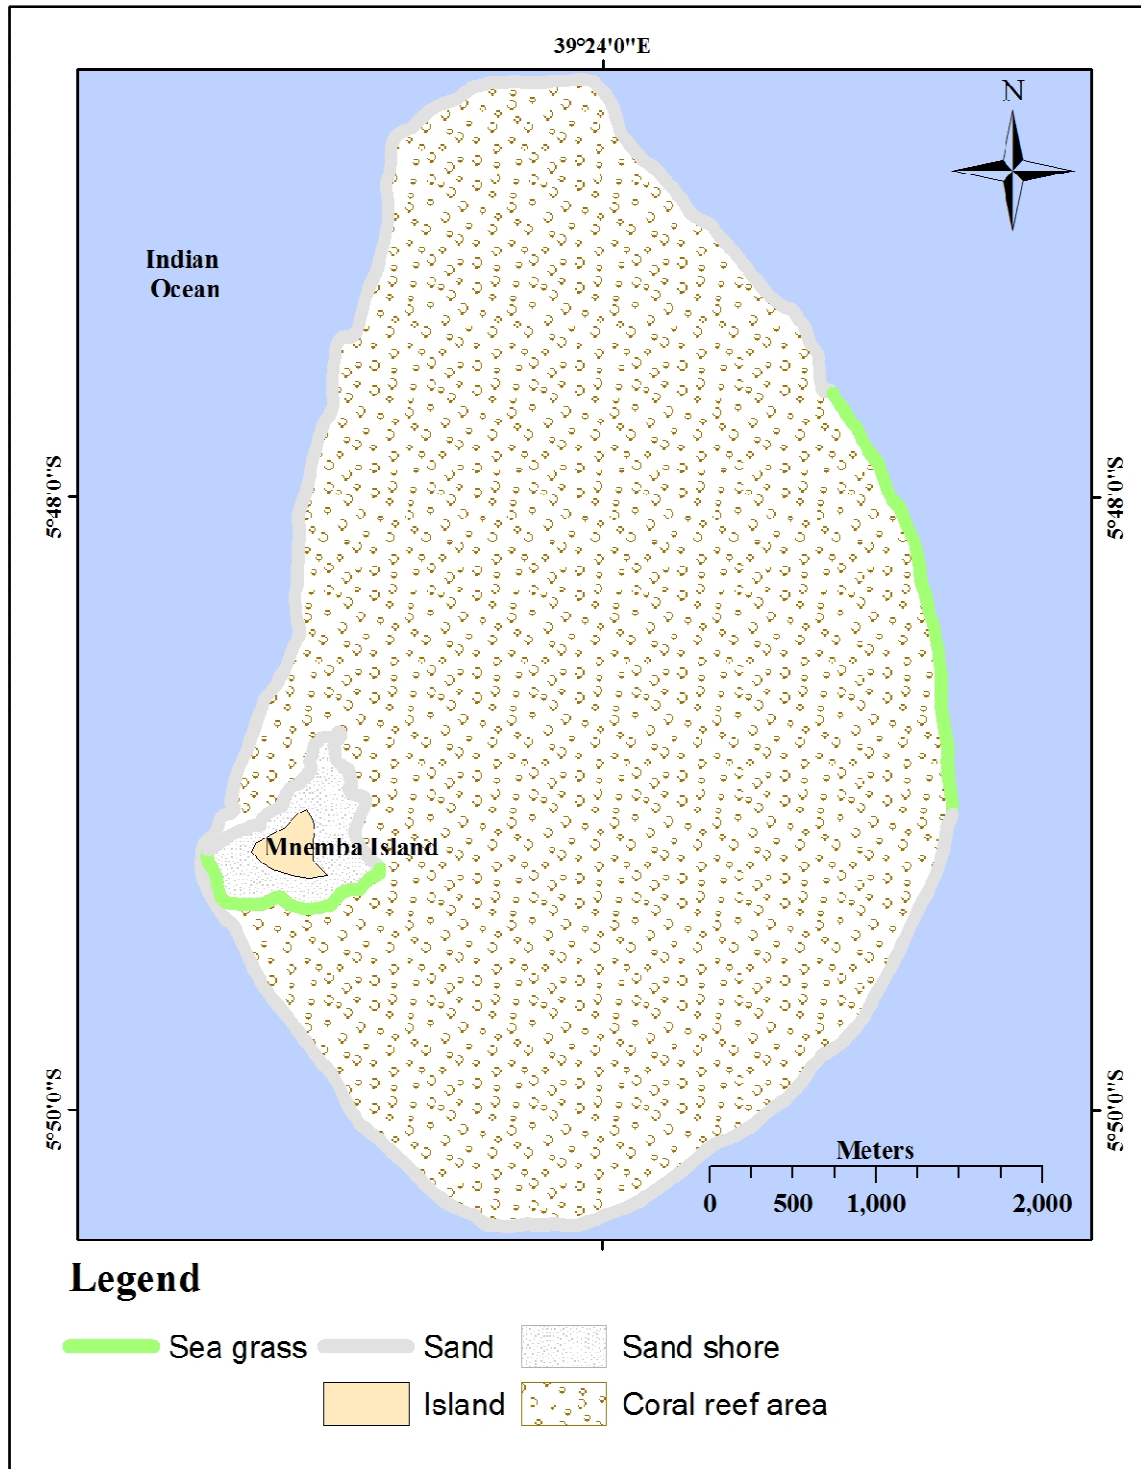 39°24'0"E
N
Indian
Ocean
5°48'0"S
5°48'0"S
Mnemba Island
5°50'0"S
5°50'0"S
Meters
0 500 1,000 2,000
Legend
Sea grass Sand Sand shore
Island Coral reef area